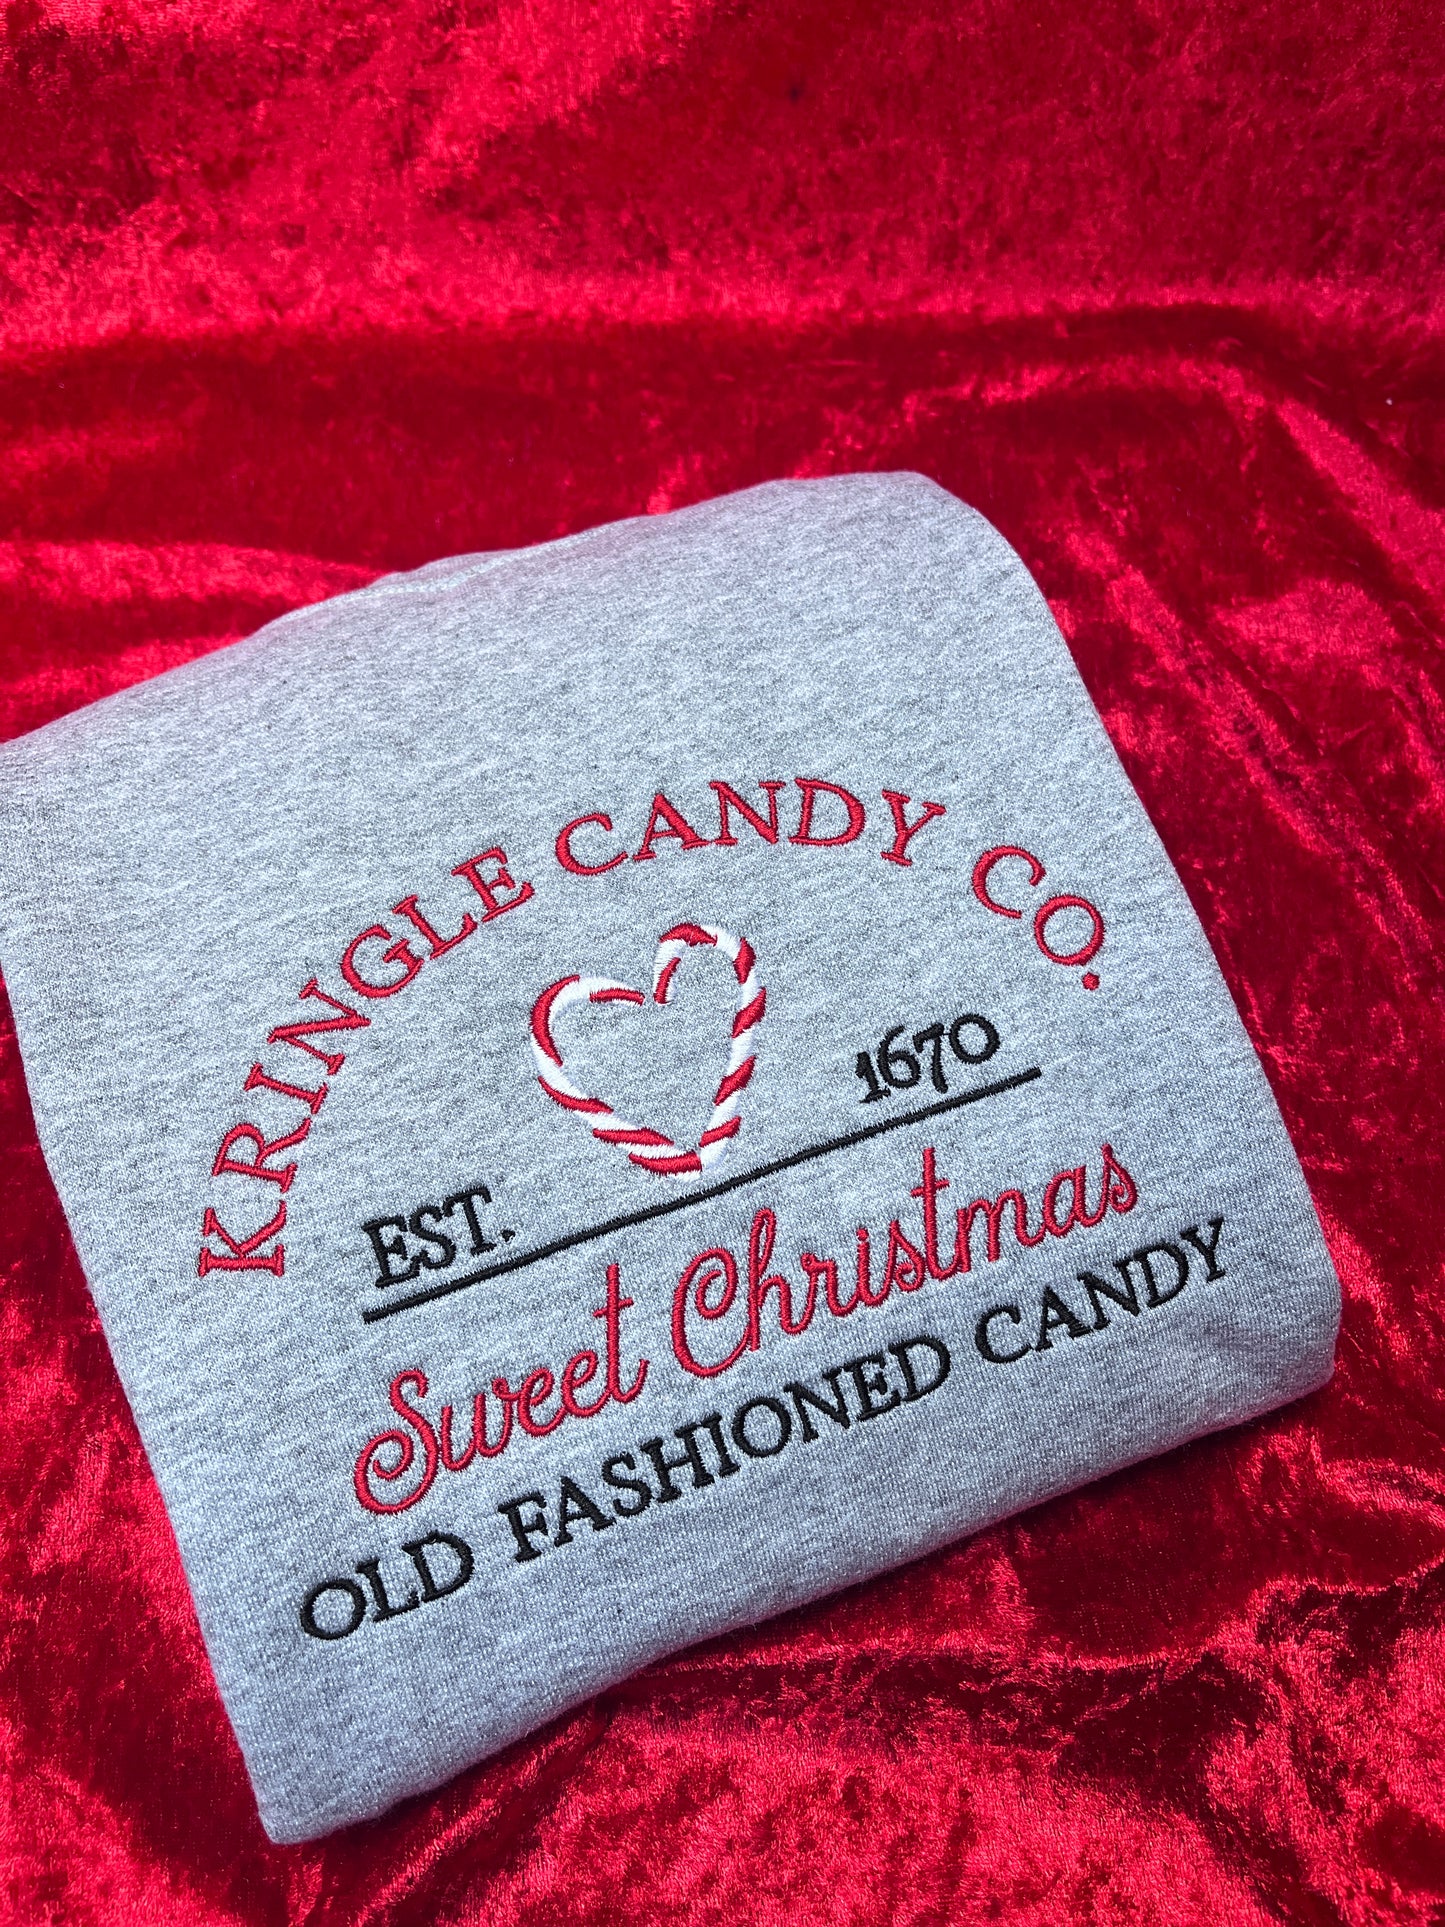 KRINGLE CANDY CO.
EST. 1670
Sweet Christmas
OLD FASHIONED CANDY